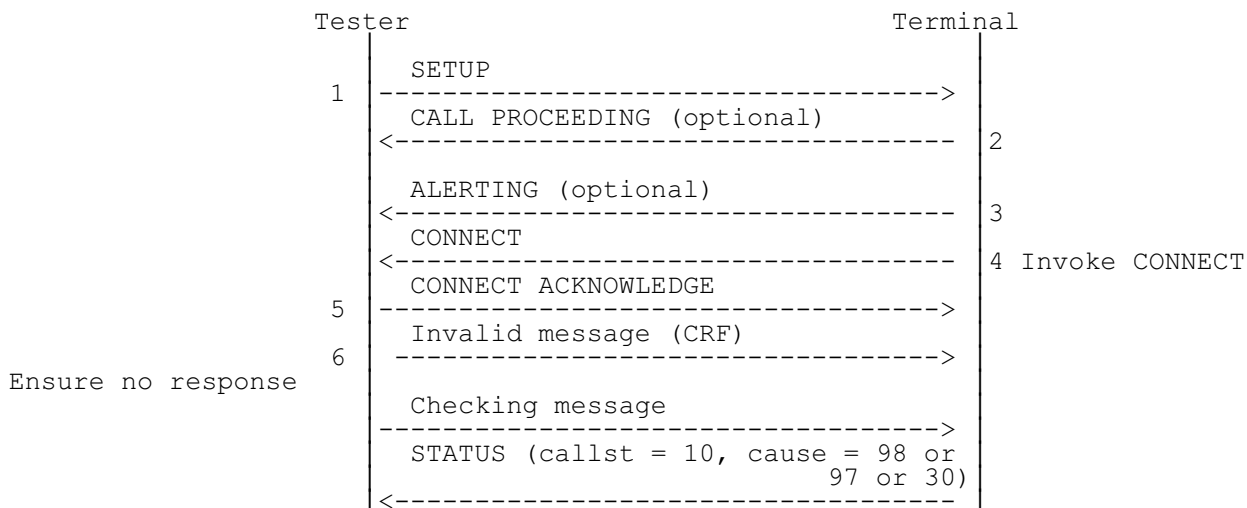 Tester Terminal
SETUP
1 |----------------------------------->
CALL PROCEEDING (optional)
|<----------------------------------- |2
ALERTING (optional)
|<----------------------------------- |3
CONNECT
|<----------------------------------- |4 Invoke CONNECT
CONNECT ACKNOWLEDGE
5 |----------------------------------->
Invalid message (CRF)
6 | ---------------------------------->
Ensure no response
Checking message
|----------------------------------->
STATUS (callst = 10, cause = 98 or
97 or 30)
|<-----------------------------------